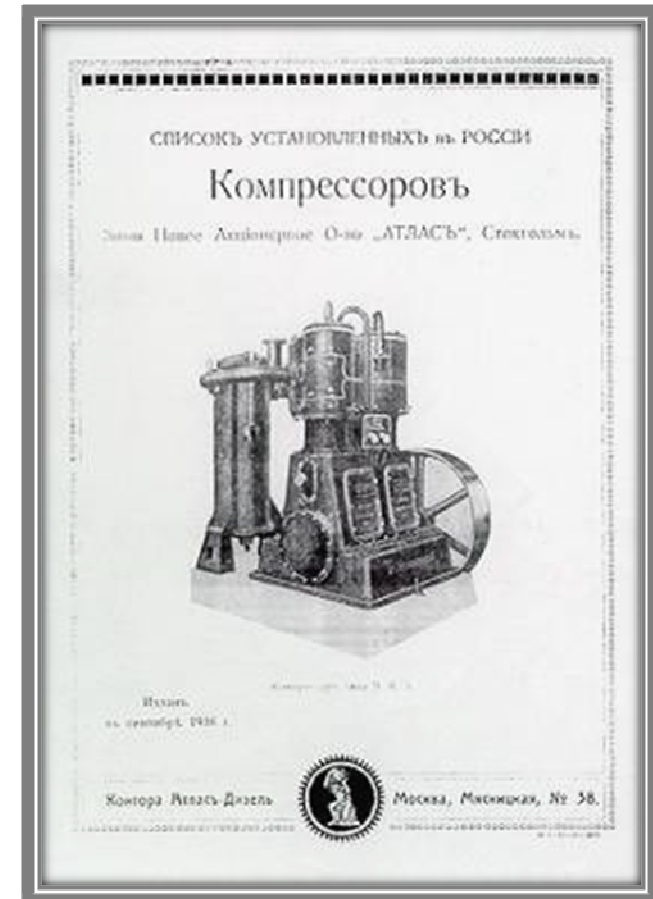 СПИСОКЪ УСТАНОВЛЕННЫХЪ въ РОССІИ
Компрессоровъ
Новое Акціонерное О-во „АТЛАСЪ“, Стокгольмъ.
Изданъ
въ сентябрѣ
Контора Атласъ-Дизель
Москва, Мясницкая, № 38.